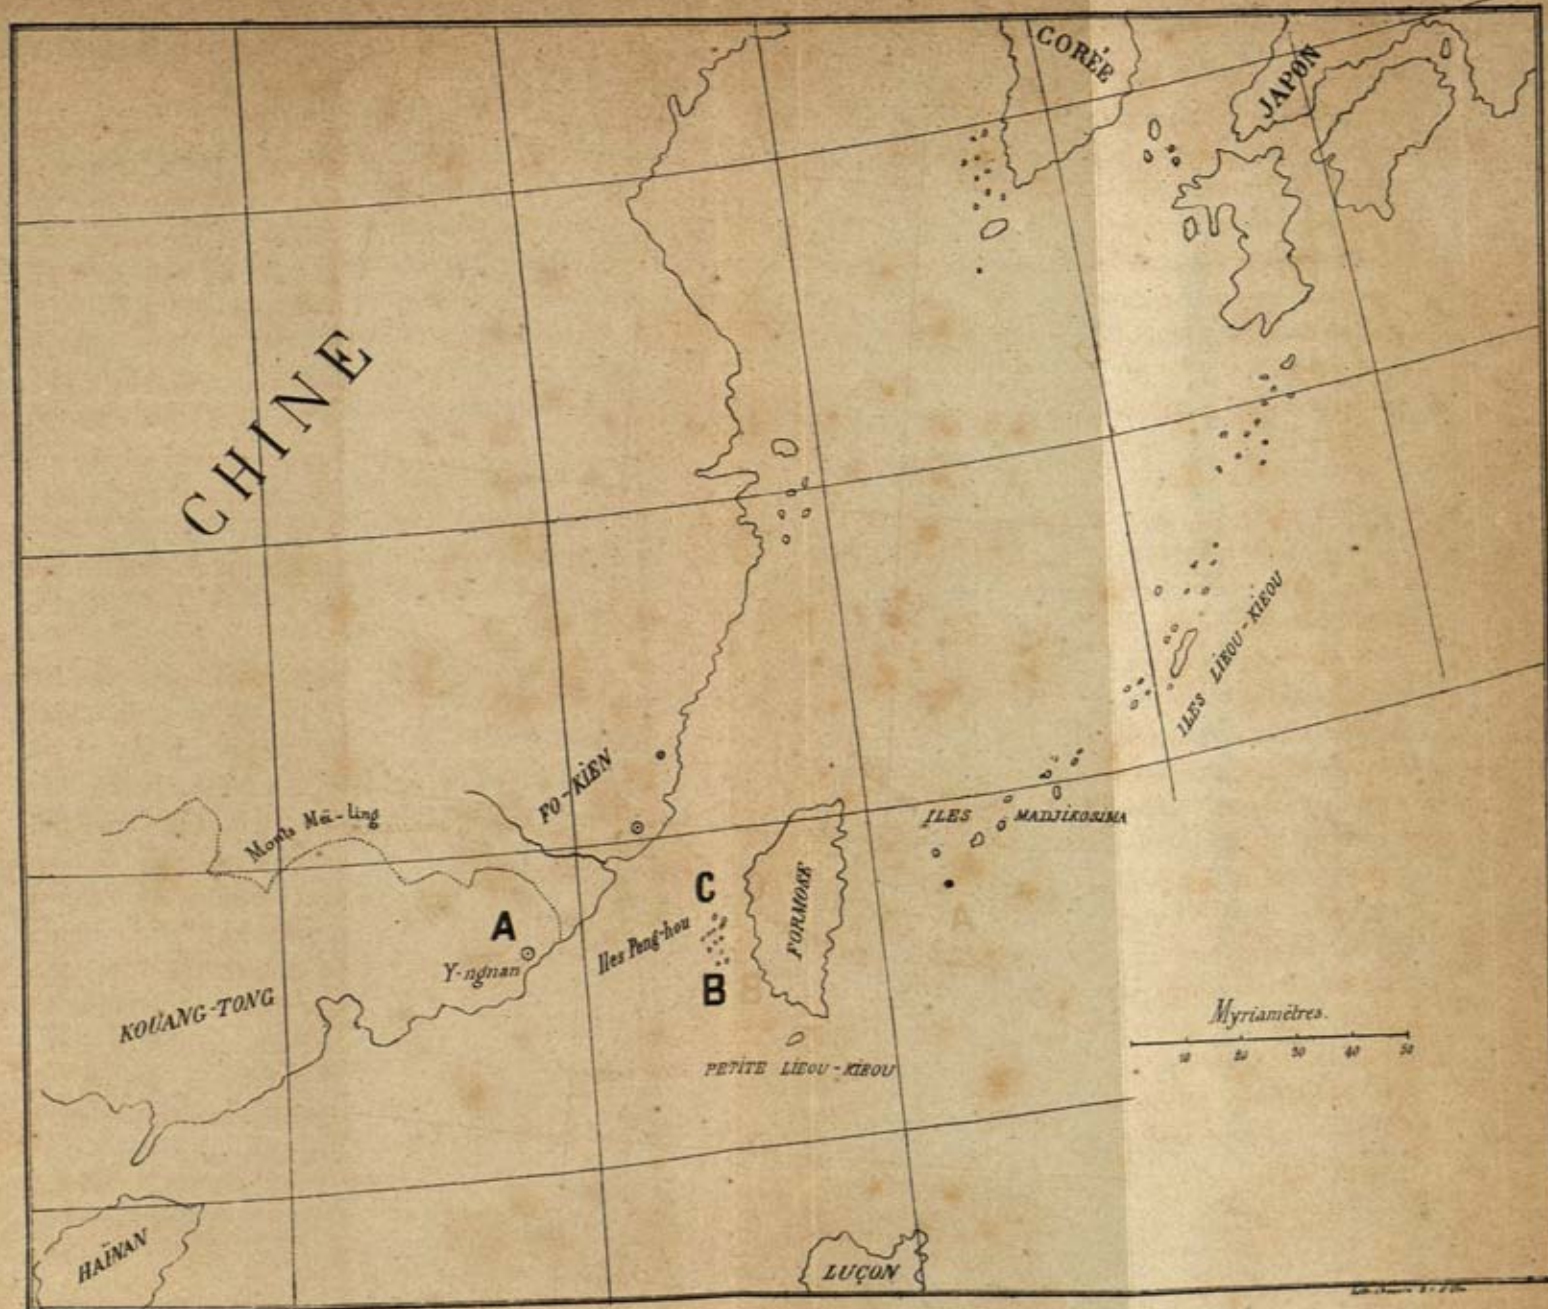 CORÉE
JAPON
CHINE
ILES LIEOU-KIEOU
FO-KIEN
Monts Méï-ling
ILES MADJIKOSIMA
C
FORMOSE
A
Iles Peng-hou
Y-ngnan
B
KOUANG-TONG
Myriamètres.
10 20 30 40 50
PETITE LIEOU-KIEOU
HAÏNAN
LUÇON